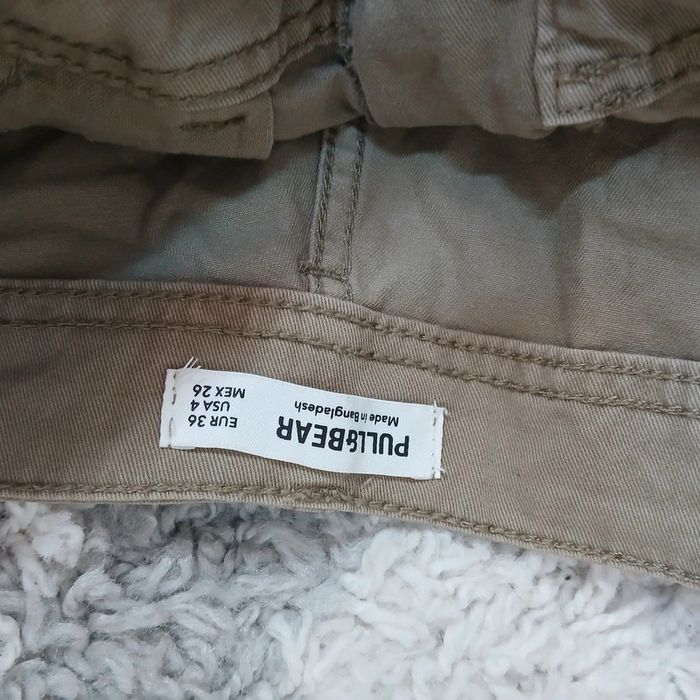 PULL&BEAR
Made in Bangladesh
EUR 36
USA 4
MEX 26